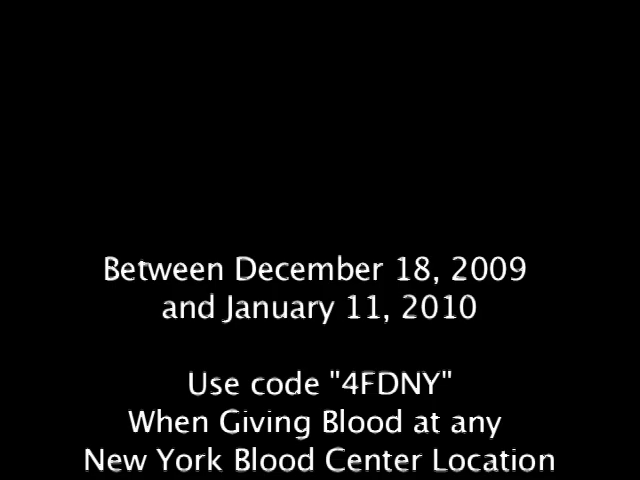 Between December 18, 2009
and January 11, 2010
Use code "4FDNY"
When Giving Blood at any
New York Blood Center Location